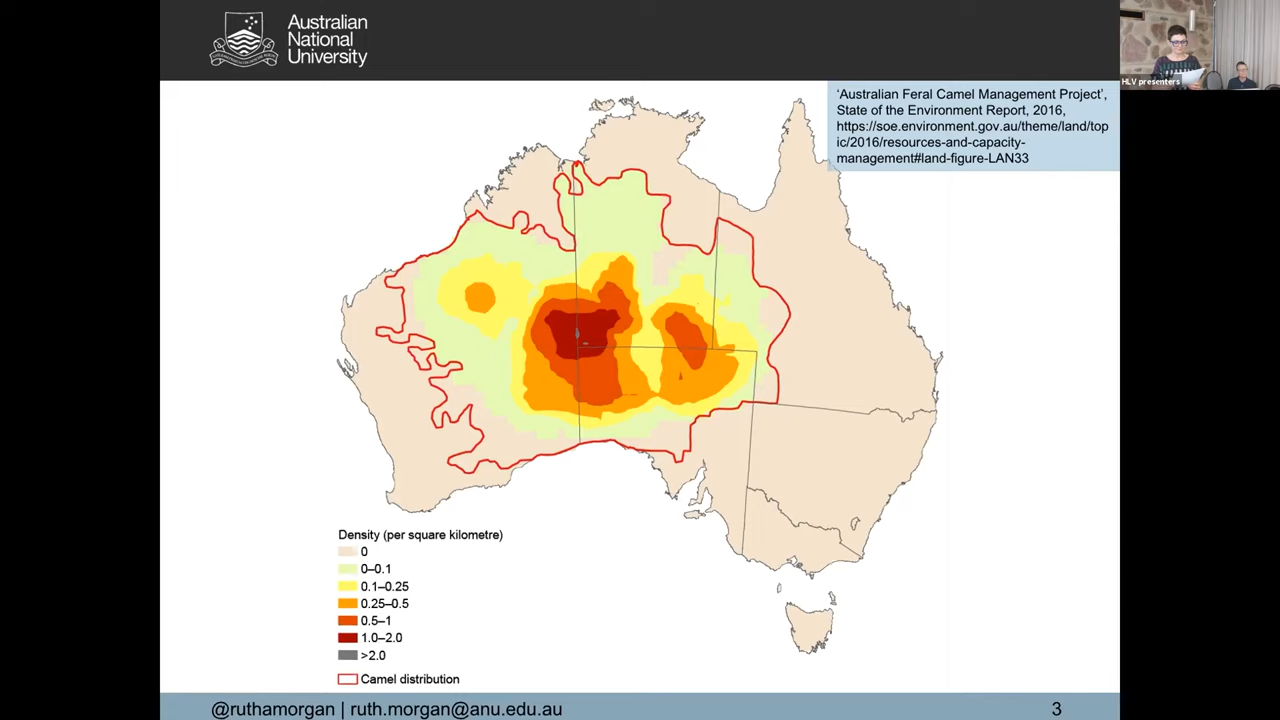 Australian
National
University
HLV presenters
‘Australian Feral Camel Management Project’,
State of the Environment Report, 2016,
https://soe.environment.gov.au/theme/land/top
ic/2016/resources-and-capacity-
management#land-figure-LAN33
Density (per square kilometre)
0
0–0.1
0.1–0.25
0.25–0.5
0.5–1
1.0–2.0
>2.0
Camel distribution
@ruthamorgan | ruth.morgan@anu.edu.au
3